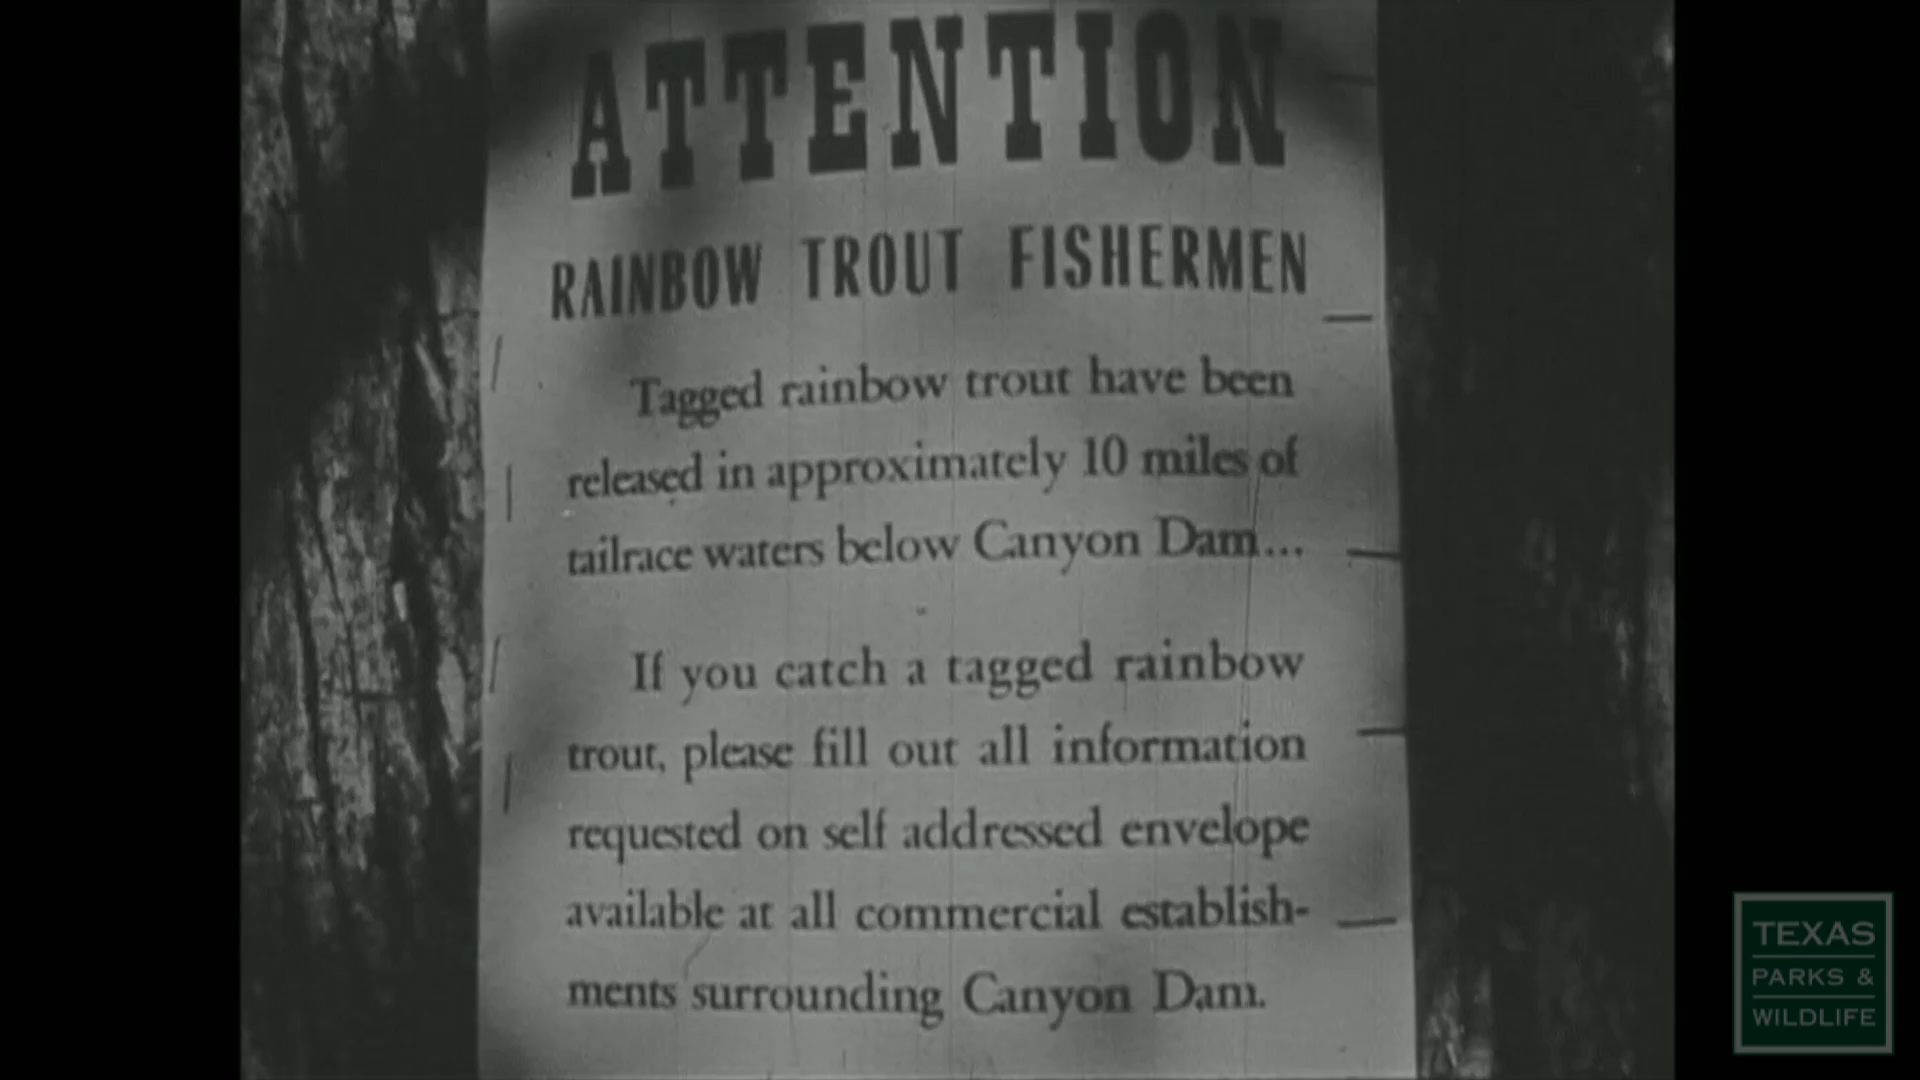 ATTENTION
RAINBOW TROUT FISHERMEN
Tagged rainbow trout have been
released in approximately 10 miles of
tailrace waters below Canyon Dam...
If you catch a tagged rainbow
trout, please fill out all information
requested on self addressed envelope
available at all commercial establish-
ments surrounding Canyon Dam.
TEXAS
PARKS &
WILDLIFE